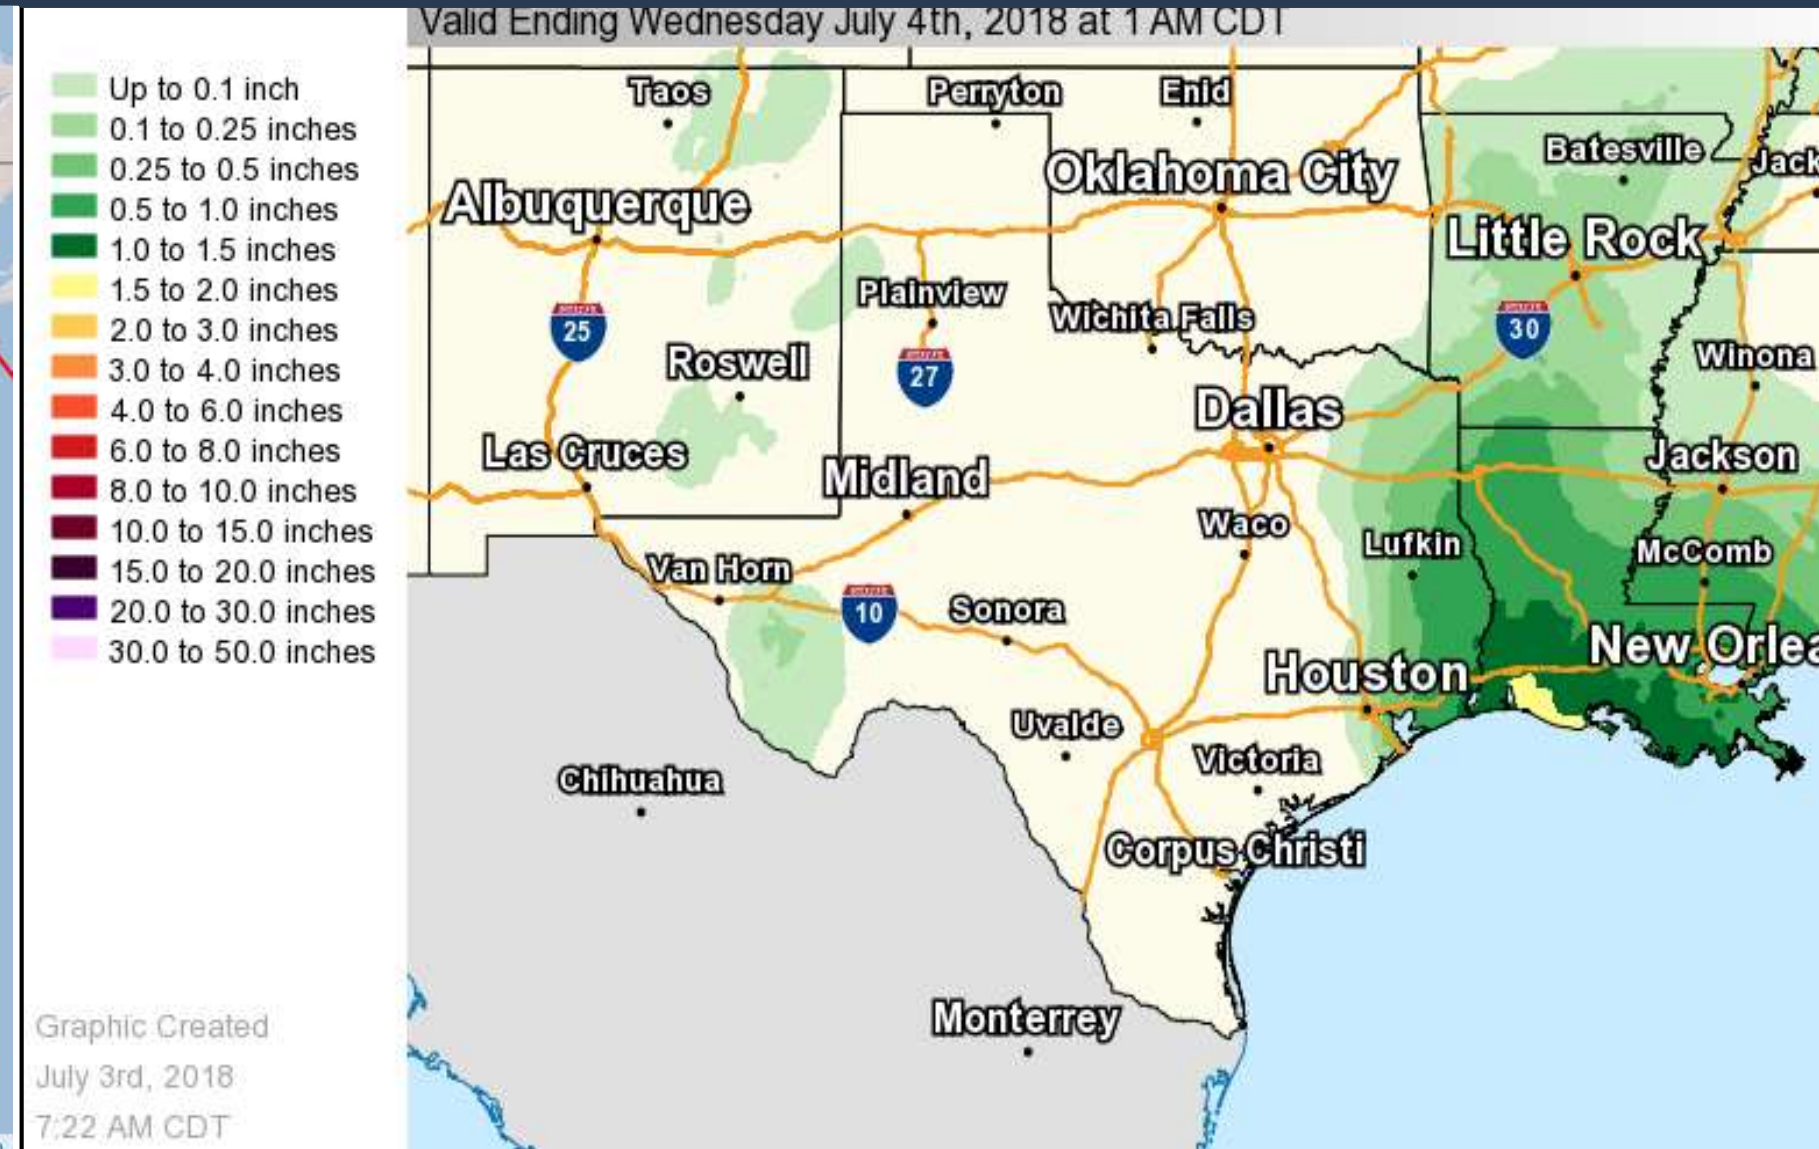 Valid Ending Wednesday July 4th, 2018 at 1 AM CDT
Up to 0.1 inch
0.1 to 0.25 inches
0.25 to 0.5 inches
0.5 to 1.0 inches
1.0 to 1.5 inches
1.5 to 2.0 inches
2.0 to 3.0 inches
3.0 to 4.0 inches
4.0 to 6.0 inches
6.0 to 8.0 inches
8.0 to 10.0 inches
10.0 to 15.0 inches
15.0 to 20.0 inches
20.0 to 30.0 inches
30.0 to 50.0 inches
Graphic Created
July 3rd, 2018
7:22 AM CDT
Taos
Perryton
Enid
Batesville
Jack
Oklahoma City
Albuquerque
Little Rock
Plainview
Wichita Falls
25
30
Winona
Roswell
27
Dallas
Las Cruces
Midland
Jackson
Waco
Lufkin
McComb
Van Horn
10
Sonora
New Orlea
Houston
Uvalde
Victoria
Chihuahua
Corpus Christi
Monterrey